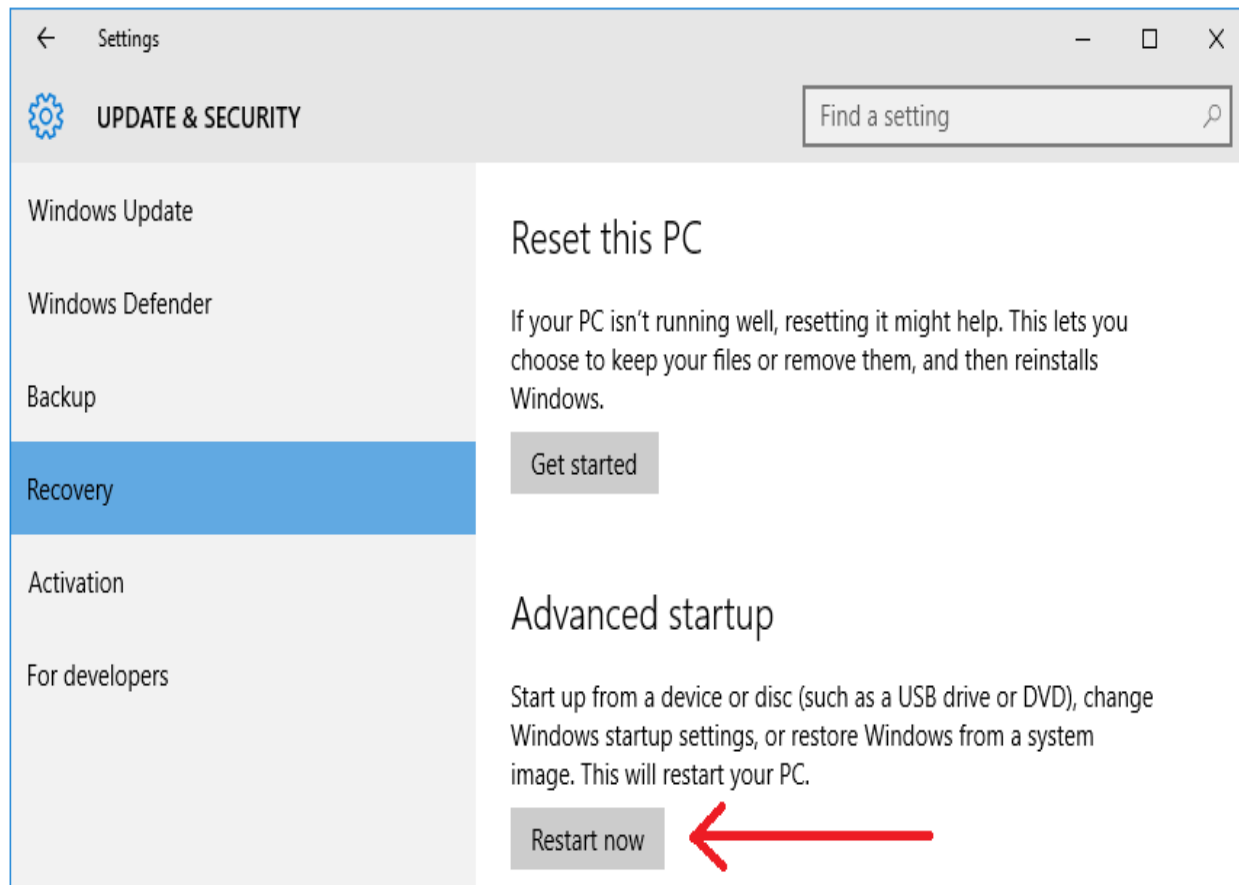 Settings
UPDATE & SECURITY
Find a setting
Windows Update
Windows Defender
Backup
Recovery
Activation
For developers
Reset this PC
If your PC isn't running well, resetting it might help. This lets you
choose to keep your files or remove them, and then reinstalls
Windows.
Get started
Advanced startup
Start up from a device or disc (such as a USB drive or DVD), change
Windows startup settings, or restore Windows from a system
image. This will restart your PC.
Restart now